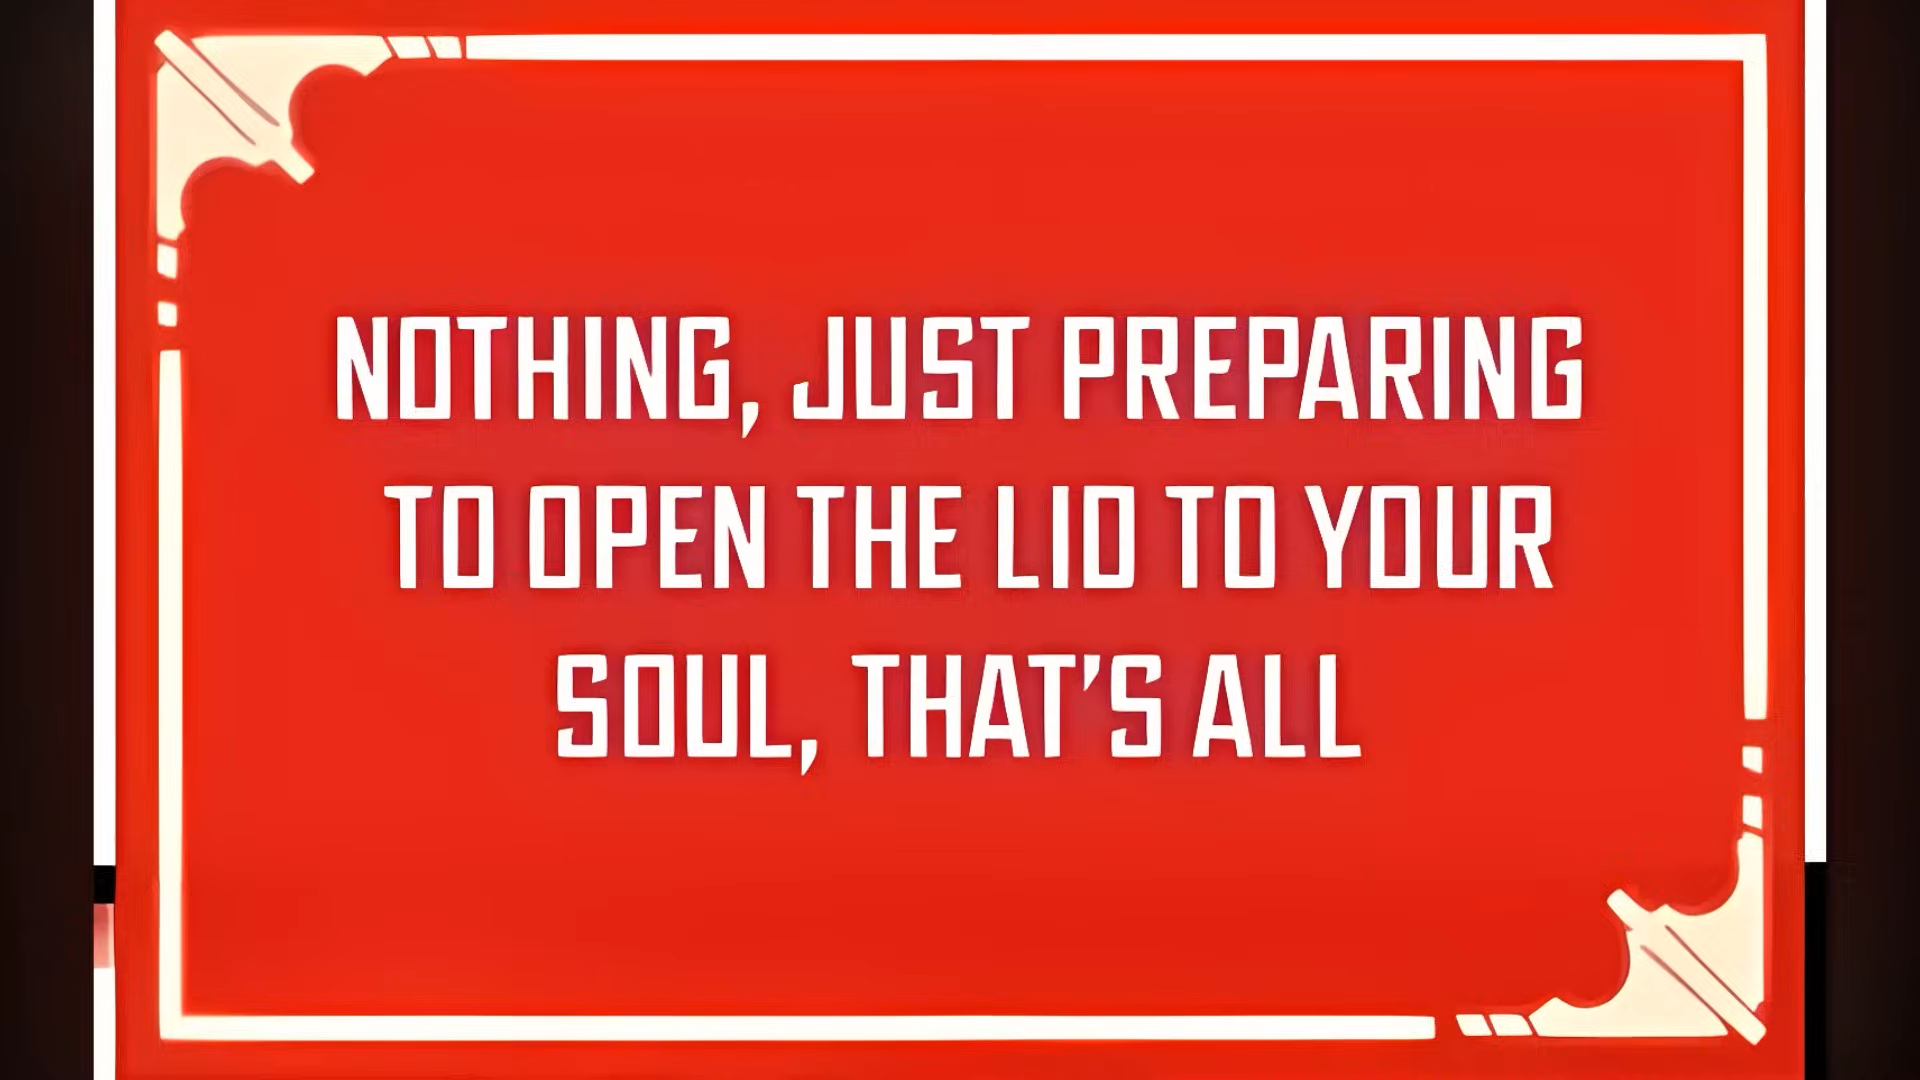 NOTHING, JUST PREPARING
TO OPEN THE LID TO YOUR
SOUL, THAT'S ALL